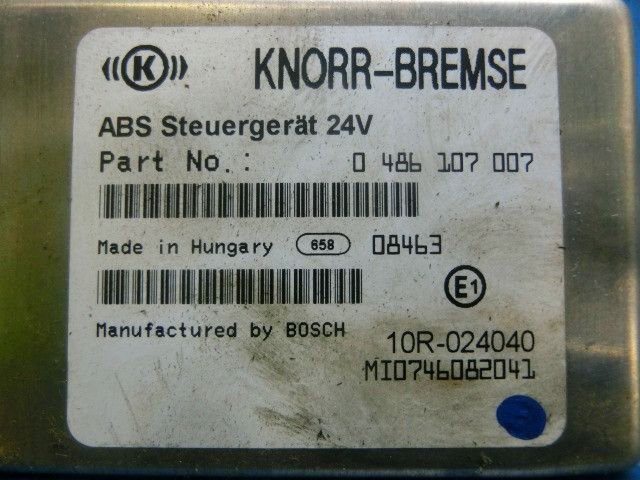 K KNORR-BREMSE
ABS Steuergerät 24V
Part No.: 0 486 107 007
Made in Hungary 658 08463
E1
Manufactured by BOSCH 10R-024040
MI0746082041